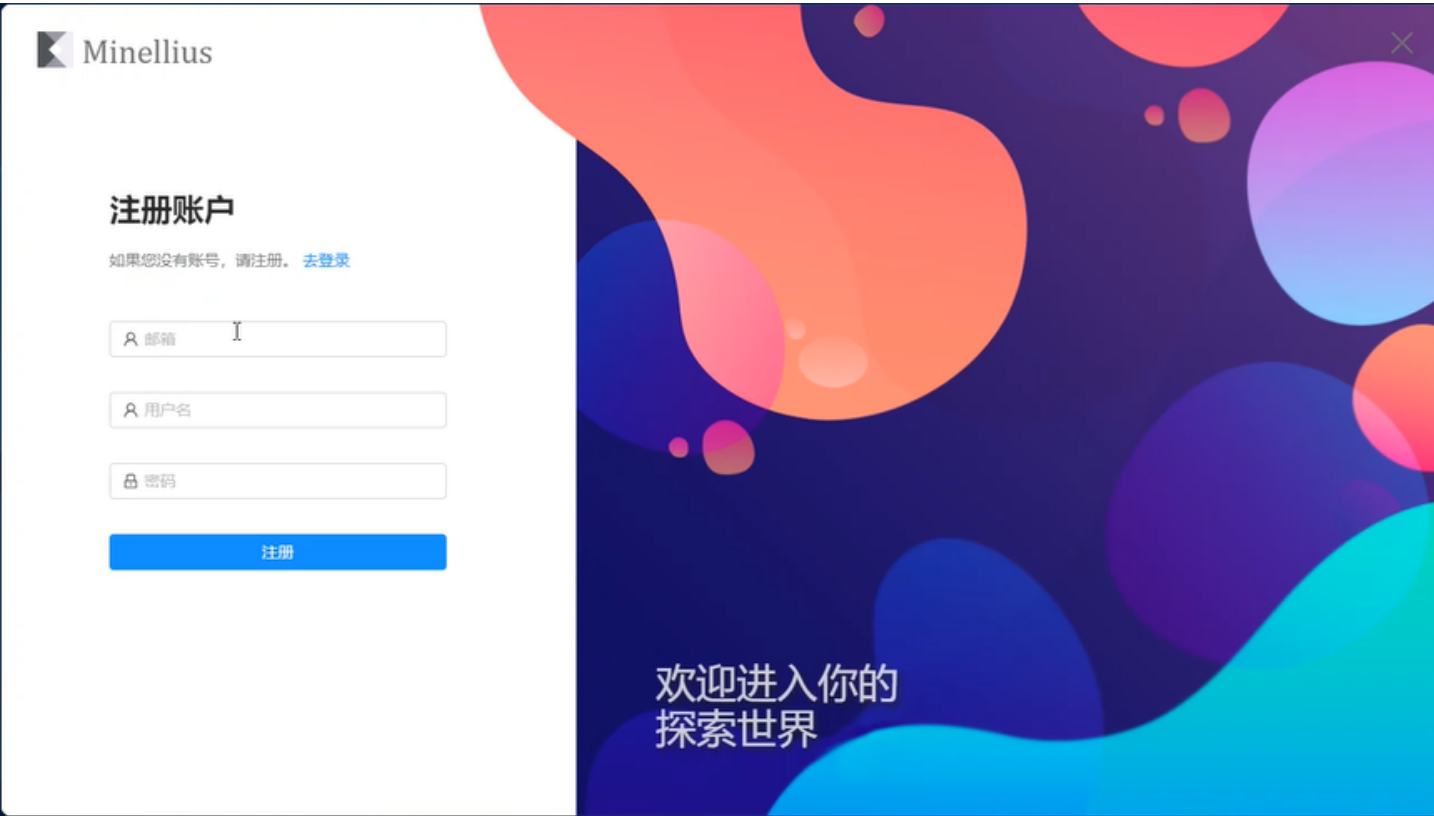 Minellius
注册账户
如果您没有账号，请注册。 去登录
邮箱
用户名
密码
注册
欢迎进入你的
探索世界